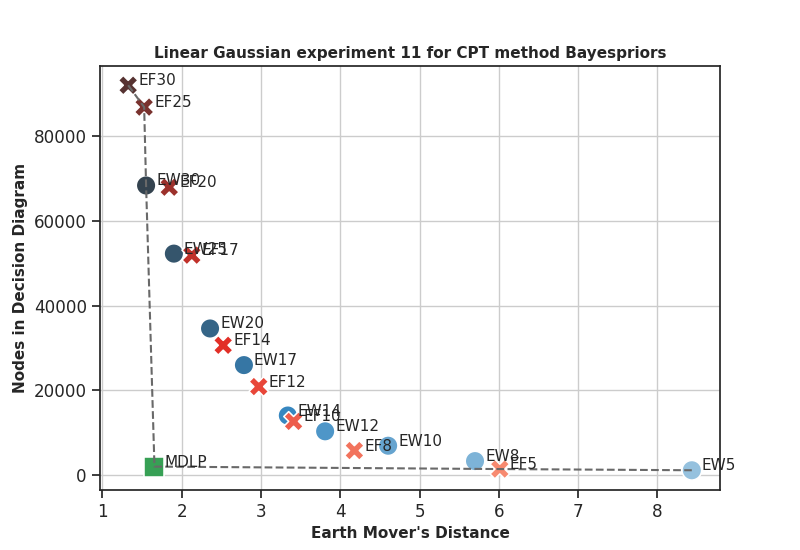 Linear Gaussian experiment 11 for CPT method Bayespriors
EF30
EF25
80000
EW30
EF20
Nodes in Decision Diagram
60000
EW25
EF17
40000
EW20
EF14
EW17
20000
EF12
EW14
EF10
EW12
EF8
EW10
EW8
EF5
EW5
MDLP
0
1 2 3 4 5 6 7 8
Earth Mover's Distance